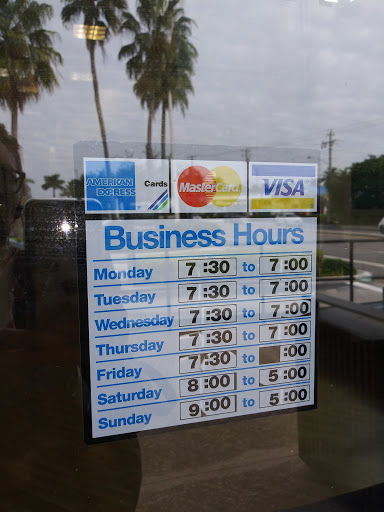 AMERICAN EXPRESS Cards MasterCard VISA
Business Hours
Monday 7:30 to 7:00
Tuesday 7:30 to 7:00
Wednesday 7:30 to 7:00
Thursday 7:30 to 7:00
Friday 7:30 to :00
Saturday 8:00 to 5:00
Sunday 9:00 to 5:00